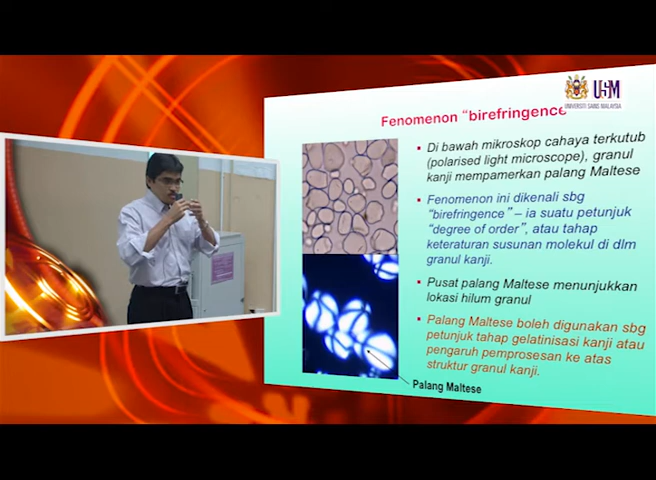 USM
UNIVERSITI SAINS MALAYSIA
Fenomenon "birefringence"
Di bawah mikroskop cahaya terkutub
(polarised light microscope), granul
kanji mempamerkan palang Maltese
Fenomenon ini dikenali sbg
"birefringence" – ia suatu petunjuk
"degree of order", atau tahap
keteraturan susunan molekul di dlm
granul kanji.
Pusat palang Maltese menunjukkan
lokasi hilum granul
Palang Maltese boleh digunakan sbg
petunjuk tahap gelatinisasi kanji atau
pengaruh pemprosesan ke atas
struktur granul kanji.
Palang Maltese